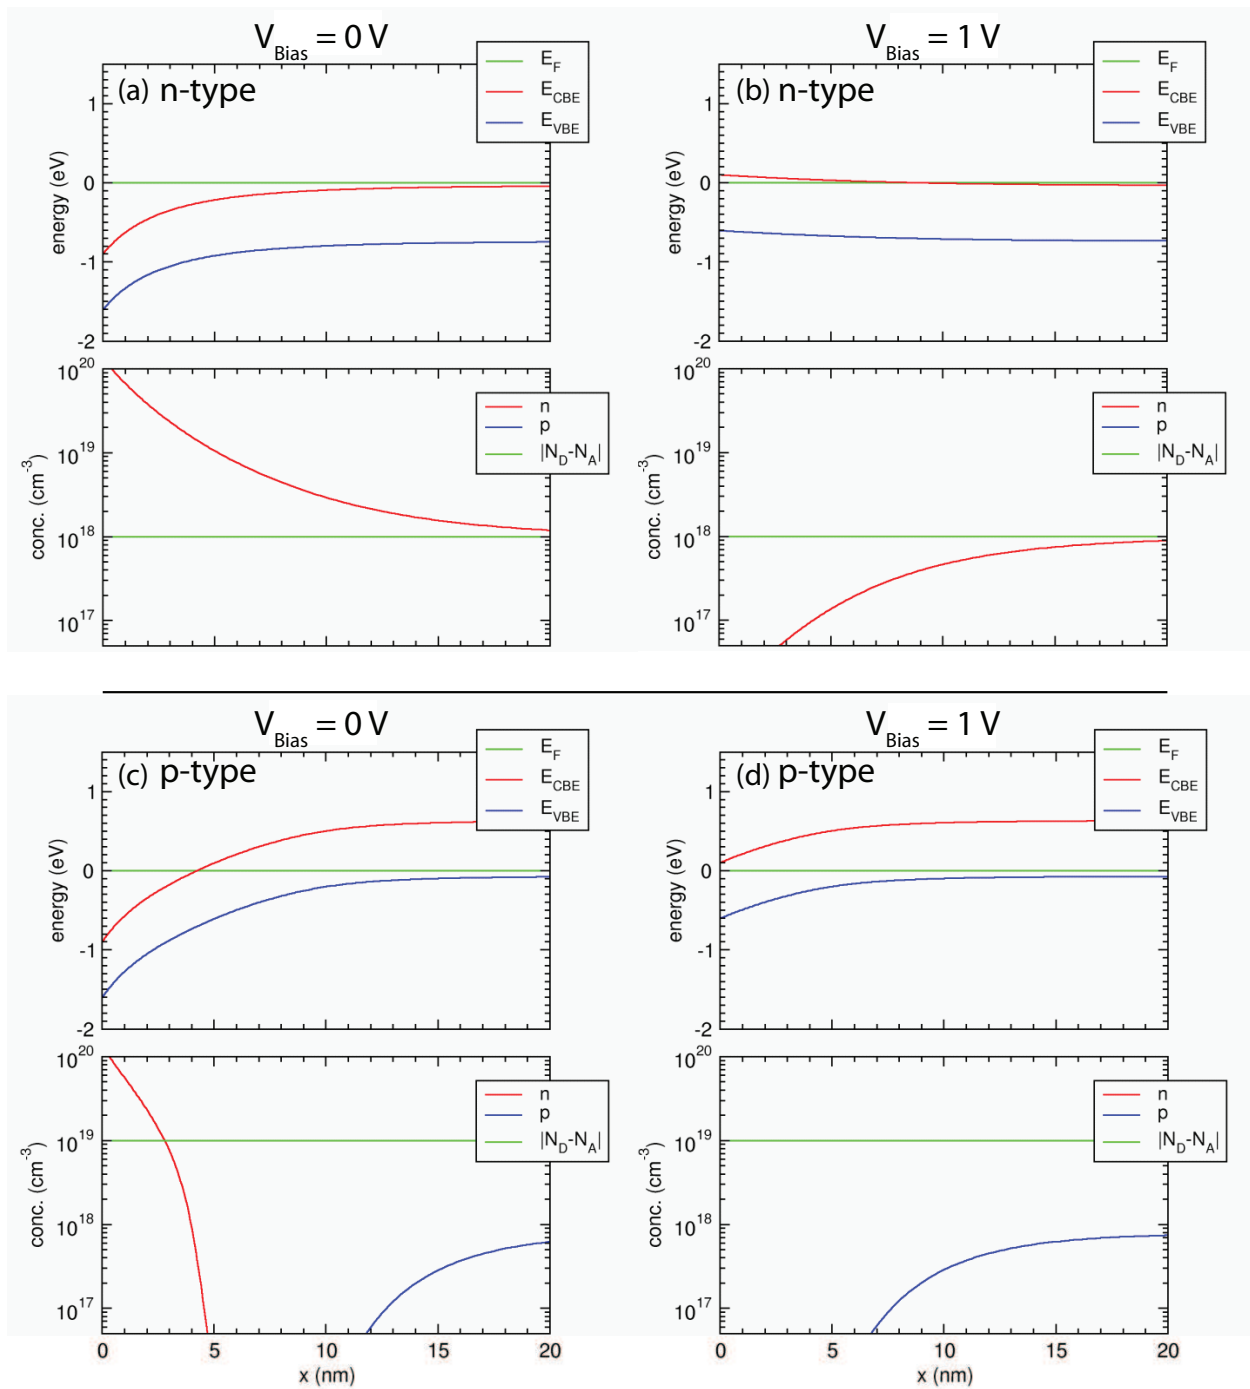 V_Bias = 0 V
V_Bias = 1 V
(a) n-type
E_F
E_CBE
E_VBE
energy (eV)
1
0
-1
-2
(b) n-type
E_F
E_CBE
E_VBE
energy (eV)
1
0
-1
-2
n
p
|N_D-N_A|
conc. (cm^-3)
10^20
10^19
10^18
10^17
n
p
|N_D-N_A|
conc. (cm^-3)
10^20
10^19
10^18
10^17
V_Bias = 0 V
V_Bias = 1 V
(c) p-type
E_F
E_CBE
E_VBE
energy (eV)
1
0
-1
-2
(d) p-type
E_F
E_CBE
E_VBE
energy (eV)
1
0
-1
-2
n
p
|N_D-N_A|
conc. (cm^-3)
10^20
10^19
10^18
10^17
0 5 10 15 20
x (nm)
n
p
|N_D-N_A|
conc. (cm^-3)
10^20
10^19
10^18
10^17
0 5 10 15 20
x (nm)